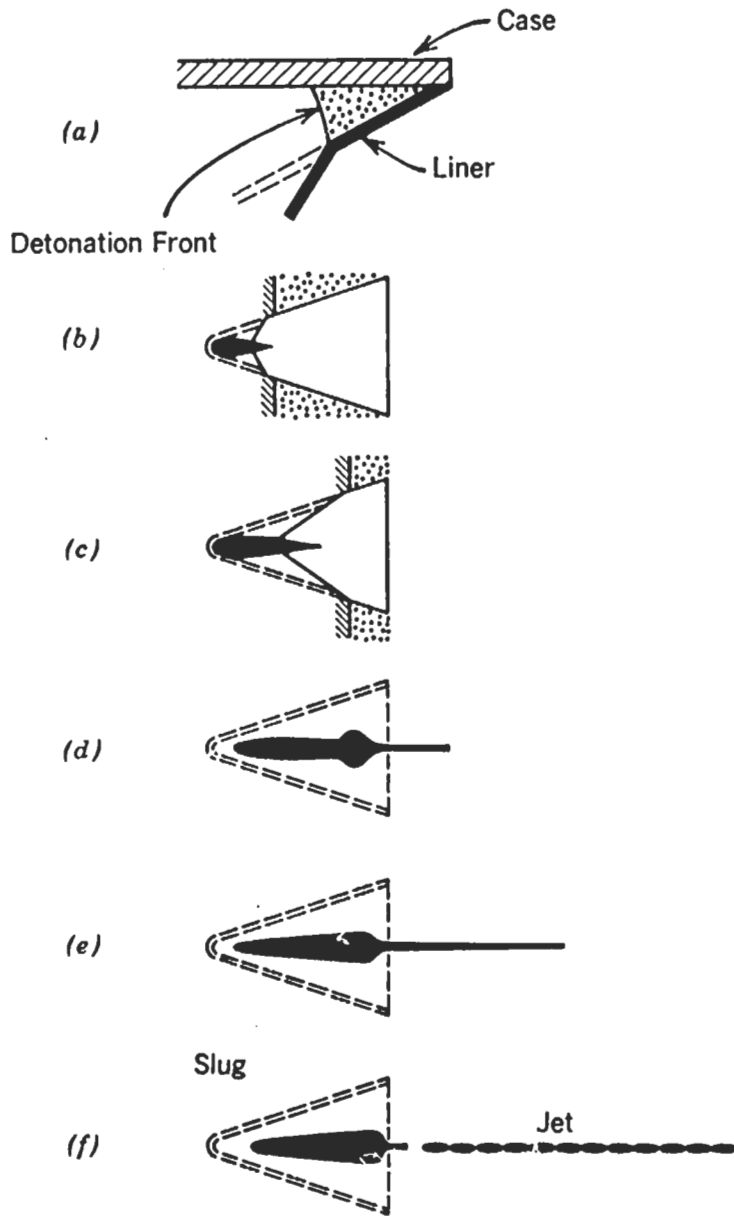 Case
(a)
Liner
Detonation Front
(b)
(c)
(d)
(e)
Slug
Jet
(f)